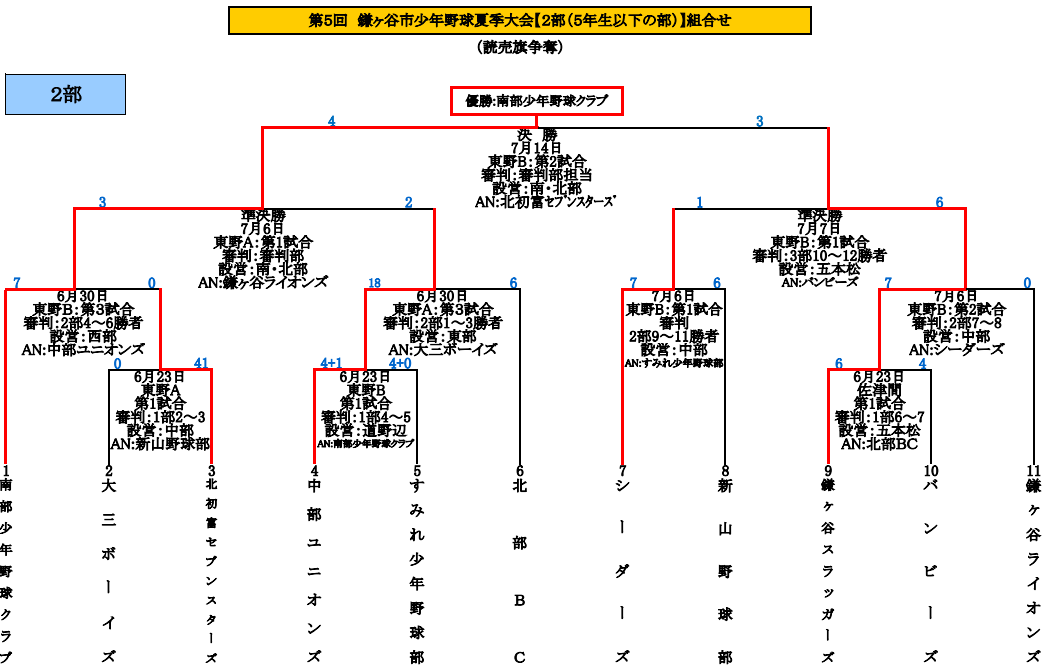 第5回 鎌ヶ谷市少年野球夏季大会【2部(5年生以下の部)】組合せ
(読売旗争奪)
2部
優勝:南部少年野球クラブ
4
3
決 勝
7月14日
東野B:第2試合
審判:審判部担当
設営:南・北部
AN:北初富セブンスターズ
3
2
準決勝
7月6日
東野A:第1試合
審判:審判部
設営:南・北部
AN:鎌ヶ谷ライオンズ
1
6
準決勝
7月7日
東野B:第1試合
審判:3部10～12勝者
設営:五本松
AN:バンビーズ
7
0
6月30日
東野B:第3試合
審判:2部4～6勝者
設営:西部
AN:中部ユニオンズ
18
6
6月30日
東野A:第3試合
審判:2部1～3勝者
設営:東部
AN:大三ボーイズ
7
6
7月6日
東野B:第1試合
審判
2部9～11勝者
設営:中部
AN:すみれ少年野球部
7
0
7月6日
東野B:第2試合
審判:2部7～8
設営:中部
AN:シーダーズ
0
41
6月23日
東野A
第1試合
審判:1部2～3
設営:中部
AN:新山野球部
4+1
4+0
6月23日
東野B
第1試合
審判:1部4～5
設営:道野辺
AN:南部少年野球クラブ
6
4
6月23日
佐津間
第1試合
審判:1部6～7
設営:五本松
AN:北部BC
1
南部少年野球クラブ
2
大三ボーイズ
3
北初富セブンスターズ
4
中部ユニオンズ
5
すみれ少年野球部
6
北部BC
7
シーダーズ
8
新山野球部
9
鎌ヶ谷スラッガーズ
10
バンビーズ
11
鎌ヶ谷ライオンズ